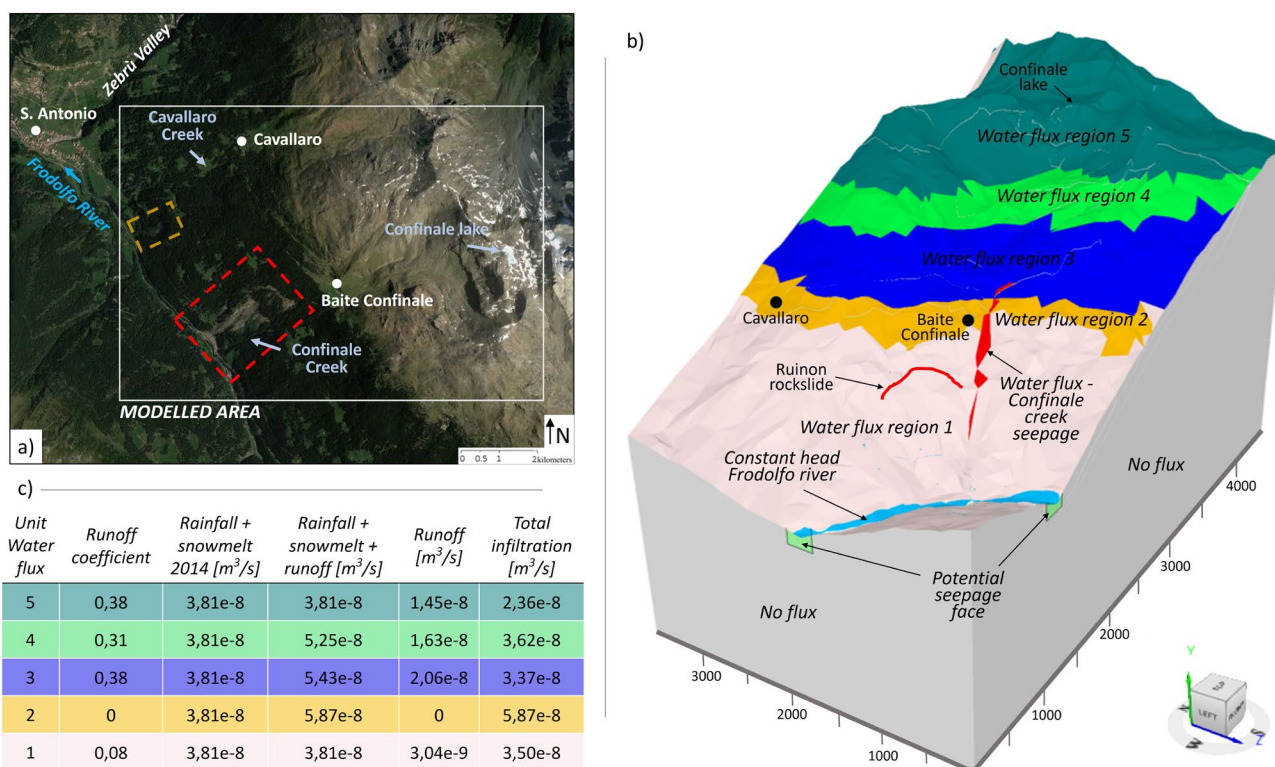 a)
Zebrù Valley
S. Antonio
Cavallaro
Creek
Cavallaro
Frodolfo River
Confinale lake
Baite Confinale
Confinale
Creek
MODELLED AREA
N
0 0.5 1 2
kilometers
b)
Confinale
lake
Water flux region 5
Water flux region 4
Water flux region 3
Cavallaro
Baite
Confinale
Water flux region 2
Ruinon
rockslide
Water flux -
Confinale
creek
seepage
Water flux region 1
Constant head
Frodolfo river
No flux
Potential
seepage
face
No flux
4000
3000
2000
1000
3000
2000
1000
Y
TOP
LEFT
Z
W
S
c)
Unit Water flux Runoff coefficient Rainfall + snowmelt 2014 [m³/s] Rainfall + snowmelt + runoff [m³/s] Runoff [m³/s] Total infiltration [m³/s]
5 0,38 3,81e-8 3,81e-8 1,45e-8 2,36e-8
4 0,31 3,81e-8 5,25e-8 1,63e-8 3,62e-8
3 0,38 3,81e-8 5,43e-8 2,06e-8 3,37e-8
2 0 3,81e-8 5,87e-8 0 5,87e-8
1 0,08 3,81e-8 3,81e-8 3,04e-9 3,50e-8